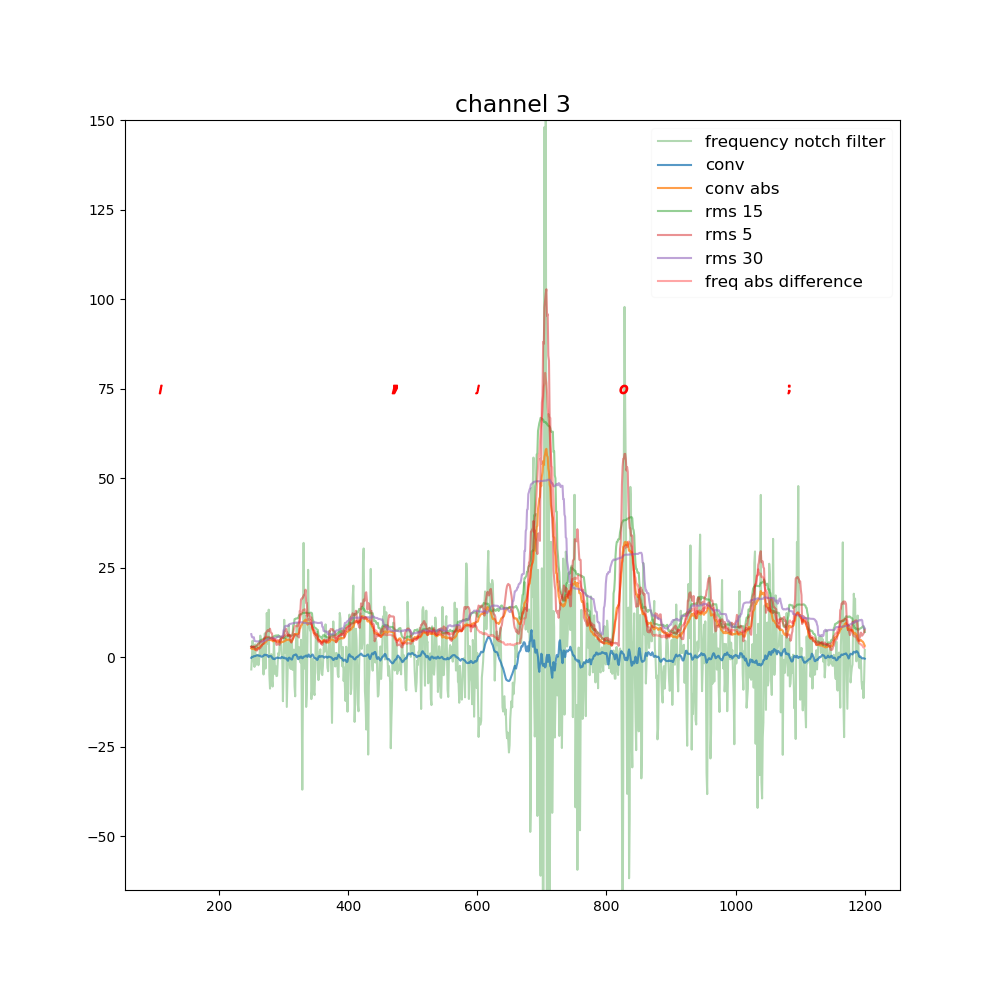 channel 3
150
125
100
75
50
25
0
−25
−50
frequency notch filter
conv
conv abs
rms 15
rms 5
rms 30
freq abs difference
o
;
200 400 600 800 1000 1200